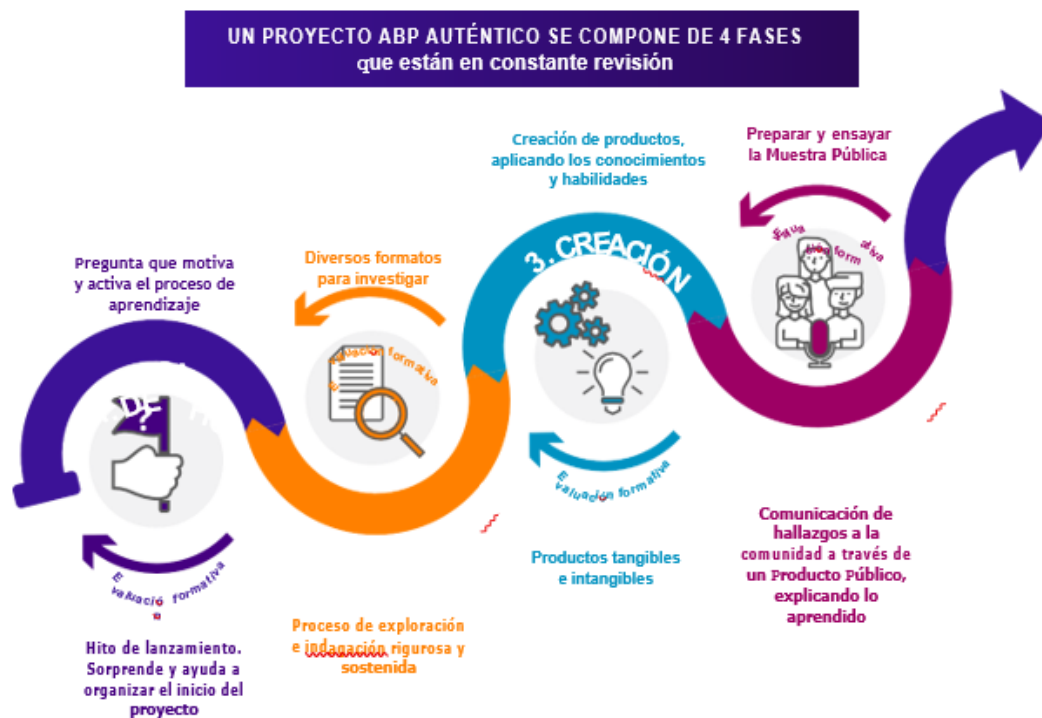 UN PROYECTO ABP AUTÉNTICO SE COMPONE DE 4 FASES
que están en constante revisión
Pregunta que motiva
y activa el proceso de
aprendizaje
DE
?
Evaluación formativa
Hito de lanzamiento.
Sorprende y ayuda a
organizar el inicio del
proyecto
Diversos formatos
para investigar
Evaluación formativa
Proceso de exploración
e indagación rigurosa y
sostenida
Creación de productos,
aplicando los conocimientos
y habilidades
3. CREACIÓN
Evaluación formativa
Productos tangibles
e intangibles
Preparar y ensayar
la Muestra Pública
Evaluación formativa
Comunicación de
hallazgos a la
comunidad a través de
un Producto Público,
explicando lo
aprendido